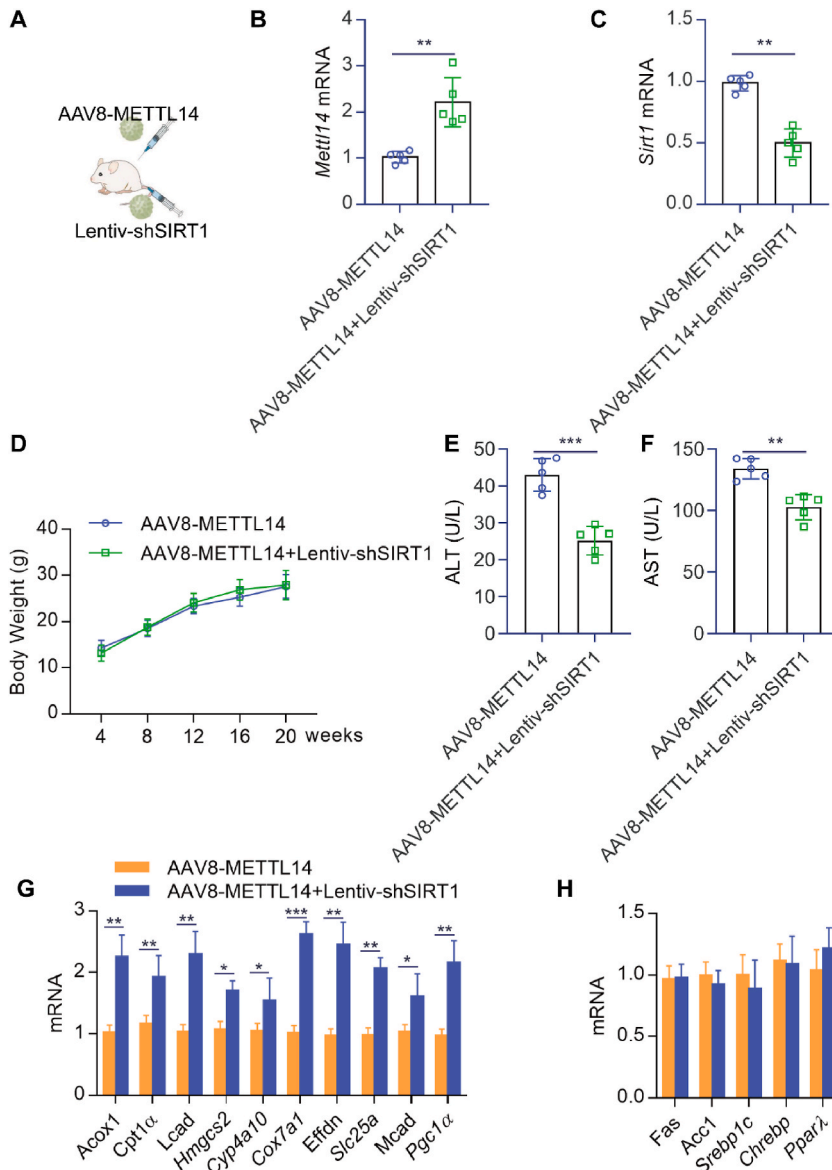 A
AAV8-METTL14
Lentiv-shSIRT1
B
Mettl14 mRNA
4
3
2
1
0
**
AAV8-METTL14
AAV8-METTL14+Lentiv-shSIRT1
C
Sirt1 mRNA
1.5
1.0
0.5
0.0
**
AAV8-METTL14
AAV8-METTL14+Lentiv-shSIRT1
D
AAV8-METTL14
AAV8-METTL14+Lentiv-shSIRT1
Body Weight (g)
40
30
20
10
0
4 8 12 16 20 weeks
E
ALT (U/L)
50
40
30
20
10
0
***
AAV8-METTL14
AAV8-METTL14+Lentiv-shSIRT1
F
AST (U/L)
150
100
50
0
**
AAV8-METTL14
AAV8-METTL14+Lentiv-shSIRT1
G
AAV8-METTL14
AAV8-METTL14+Lentiv-shSIRT1
mRNA
3
2
1
0
** ** ** * * *** ** ** * **
Acox1 Cpt1α Lcad Hmgcs2 Cyp4a10 Cox7a1 Effdn Slc25a Mcad Pgc1α
H
mRNA
1.5
1.0
0.5
0.0
Fas Acc1 Srebp1c Chrebp Pparλ